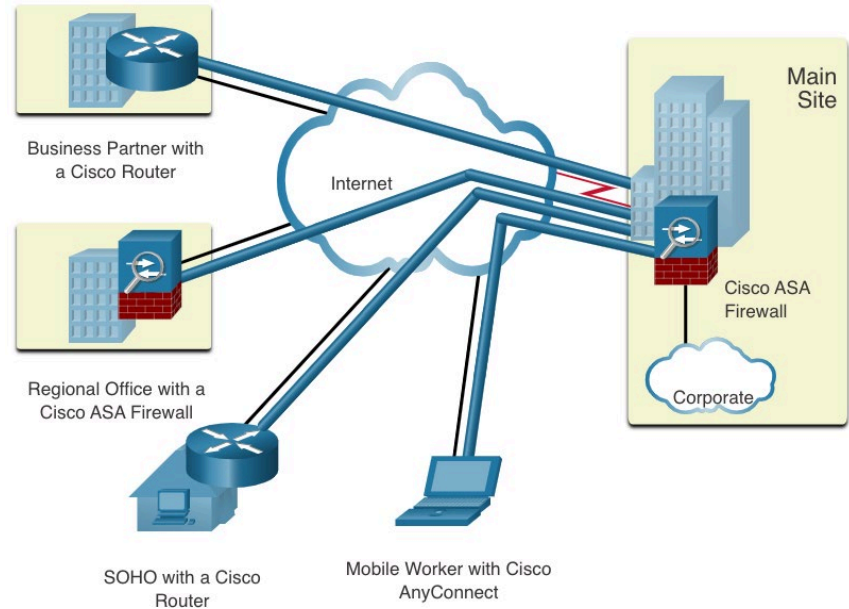 Business Partner with
a Cisco Router
Internet
Main
Site
Cisco ASA
Firewall
Corporate
Regional Office with a
Cisco ASA Firewall
SOHO with a Cisco
Router
Mobile Worker with Cisco
AnyConnect